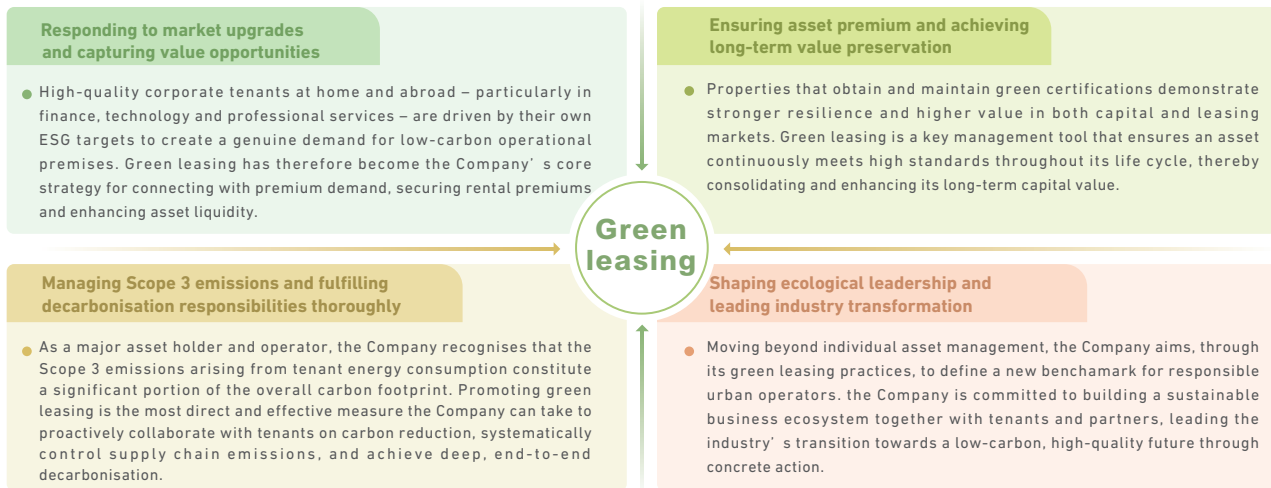 Responding to market upgrades
and capturing value opportunities
High-quality corporate tenants at home and abroad – particularly in
finance, technology and professional services – are driven by their own
ESG targets to create a genuine demand for low-carbon operational
premises. Green leasing has therefore become the Company’ s core
strategy for connecting with premium demand, securing rental premiums
and enhancing asset liquidity.
Ensuring asset premium and achieving
long-term value preservation
Properties that obtain and maintain green certifications demonstrate
stronger resilience and higher value in both capital and leasing
markets. Green leasing is a key management tool that ensures an asset
continuously meets high standards throughout its life cycle, thereby
consolidating and enhancing its long-term capital value.
Green
leasing
Managing Scope 3 emissions and fulfilling
decarbonisation responsibilities thoroughly
As a major asset holder and operator, the Company recognises that the
Scope 3 emissions arising from tenant energy consumption constitute
a significant portion of the overall carbon footprint. Promoting green
leasing is the most direct and effective measure the Company can take to
proactively collaborate with tenants on carbon reduction, systematically
control supply chain emissions, and achieve deep, end-to-end
decarbonisation.
Shaping ecological leadership and
leading industry transformation
Moving beyond individual asset management, the Company aims, through
its green leasing practices, to define a new benchamark for responsible
urban operators. the Company is committed to building a sustainable
business ecosystem together with tenants and partners, leading the
industry’ s transition towards a low-carbon, high-quality future through
concrete action.